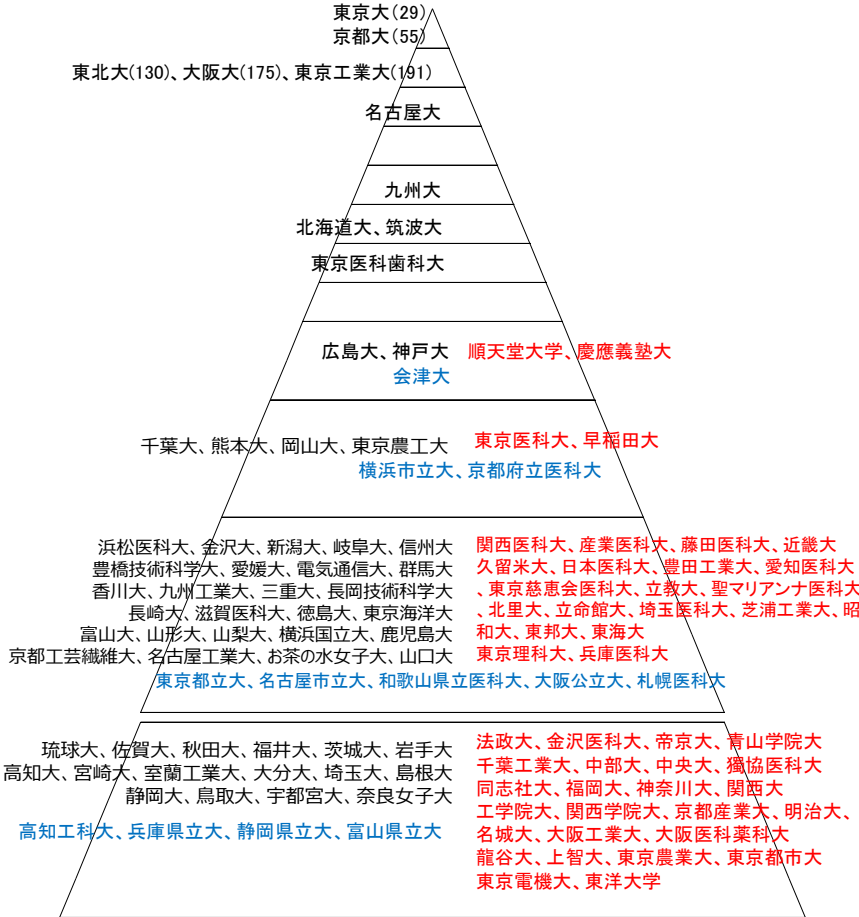 東京大(29)
京都大(55)
東北大(130)、大阪大(175)、東京工業大(191)
名古屋大
九州大
北海道大、筑波大
東京医科歯科大
広島大、神戸大
順天堂大学、慶應義塾大
会津大
千葉大、熊本大、岡山大、東京農工大
東京医科大、早稲田大
横浜市立大、京都府立医科大
浜松医科大、金沢大、新潟大、岐阜大、信州大
豊橋技術科学大、愛媛大、電気通信大、群馬大
香川大、九州工業大、三重大、長岡技術科学大
長崎大、滋賀医科大、徳島大、東京海洋大
富山大、山形大、山梨大、横浜国立大、鹿児島大
京都工芸繊維大、名古屋工業大、お茶の水女子大、山口大
関西医科大、産業医科大、藤田医科大、近畿大
久留米大、日本医科大、豊田工業大、愛知医科大
、東京慈恵会医科大、立教大、聖マリアンナ医科大
、北里大、立命館大、埼玉医科大、芝浦工業大、昭
和大、東邦大、東海大
東京理科大、兵庫医科大
東京都立大、名古屋市立大、和歌山県立医科大、大阪公立大、札幌医科大
琉球大、佐賀大、秋田大、福井大、茨城大、岩手大
高知大、宮崎大、室蘭工業大、大分大、埼玉大、島根大
静岡大、鳥取大、宇都宮大、奈良女子大
高知工科大、兵庫県立大、静岡県立大、富山県立大
法政大、金沢医科大、帝京大、青山学院大
千葉工業大、中部大、中央大、獨協医科大
同志社大、福岡大、神奈川大、関西大
工学院大、関西学院大、京都産業大、明治大、
名城大、大阪工業大、大阪医科薬科大
龍谷大、上智大、東京農業大、東京都市大
東京電機大、東洋大学